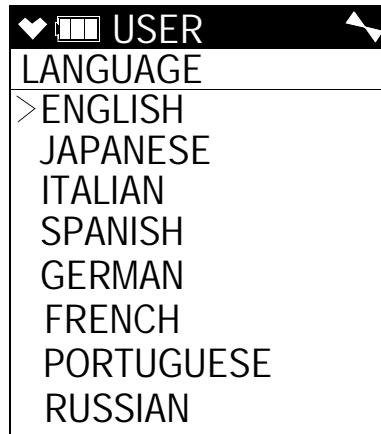 USER
LANGUAGE
>ENGLISH
JAPANESE
ITALIAN
SPANISH
GERMAN
FRENCH
PORTUGUESE
RUSSIAN